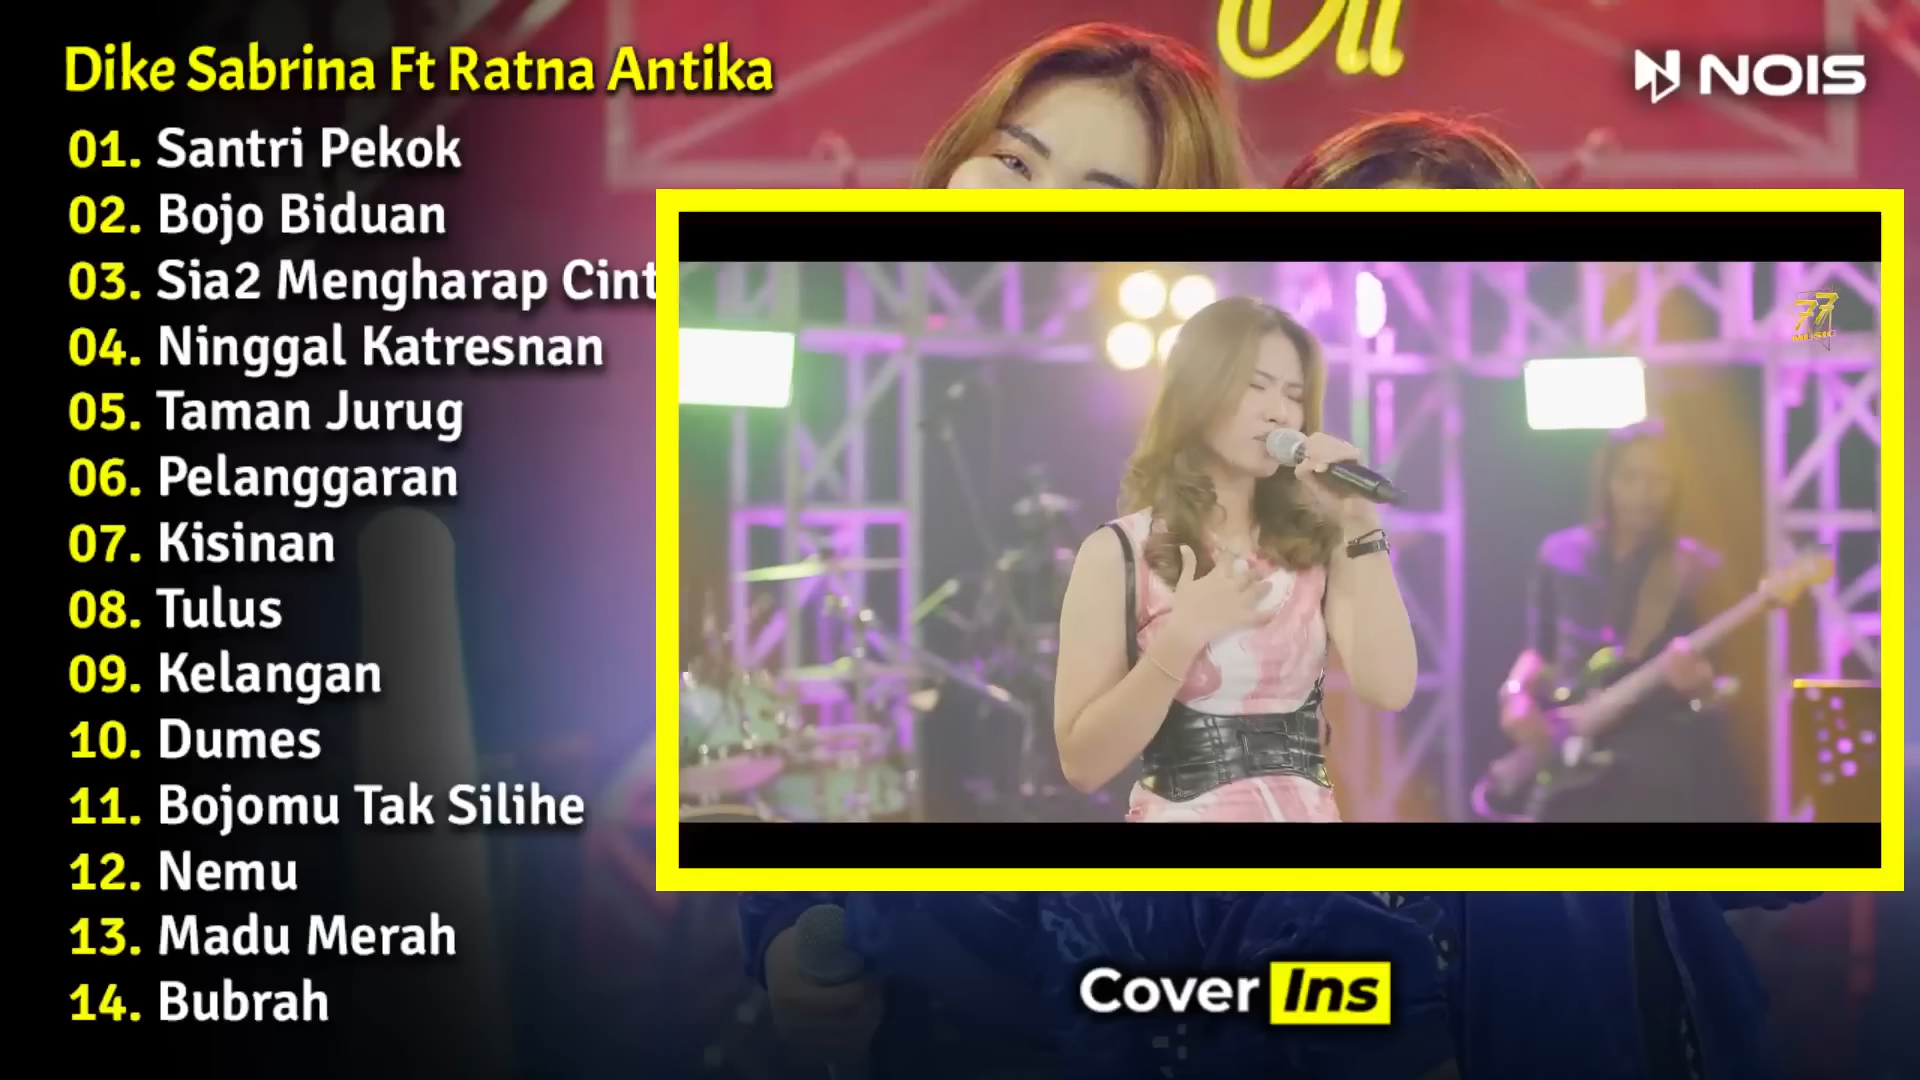 Dike Sabrina Ft Ratna Antika
NOIS
01. Santri Pekok
02. Bojo Biduan
03. Sia2 Mengharap Cint
04. Ninggal Katresnan
05. Taman Jurug
06. Pelanggaran
07. Kisinan
08. Tulus
09. Kelangan
10. Dumes
11. Bojomu Tak Silihe
12. Nemu
13. Madu Merah
14. Bubrah
77
MUSIC
Cover Ins